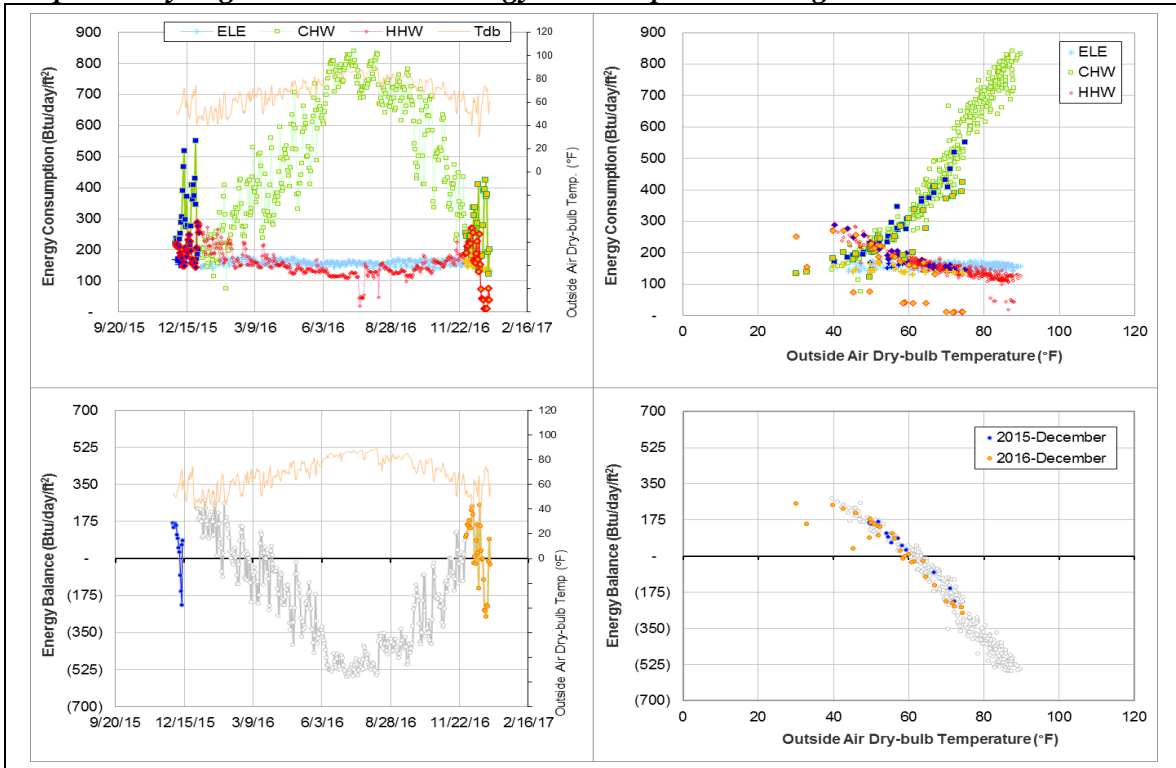 ELE CHW HHW Tdb
Energy Consumption (Btu/day/ft²)
900
800
700
600
500
400
300
200
100
-
120
100
80
60
40
20
0
Outside Air Dry-bulb Temp. (°F)
9/20/15 12/15/15 3/9/16 6/3/16 8/28/16 11/22/16 2/16/17
ELE
CHW
HHW
Energy Consumption (Btu/day/ft²)
900
800
700
600
500
400
300
200
100
-
0 20 40 60 80 100 120
Outside Air Dry-bulb Temperature (°F)
Energy Balance (Btu/day/ft²)
700
525
350
175
-
(175)
(350)
(525)
(700)
120
100
80
60
40
20
0
Outside Air Dry-bulb Temp (°F)
9/20/15 12/15/15 3/9/16 6/3/16 8/28/16 11/22/16 2/16/17
2015-December
2016-December
Energy Balance (Btu/day/ft²)
700
525
350
175
-
(175)
(350)
(525)
(700)
0 20 40 60 80 100 120
Outside Air Dry-bulb Temperature (°F)